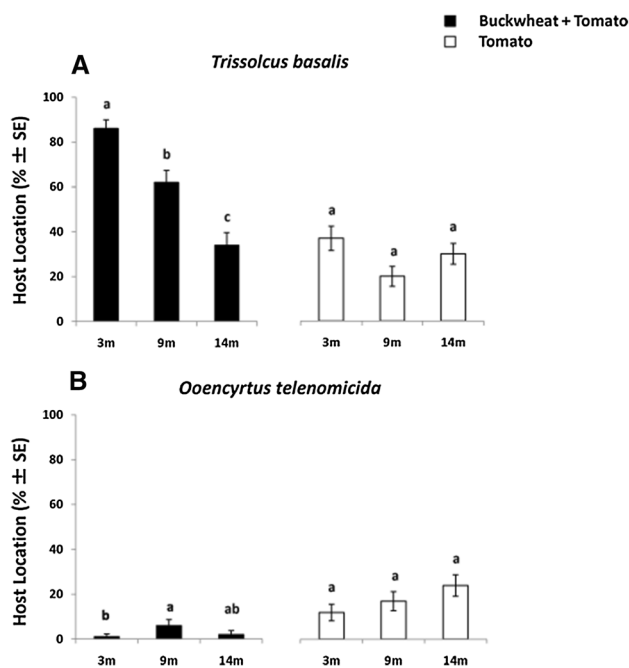 Buckwheat + Tomato
Tomato
A
Trissolcus basalis
Host Location (% ± SE)
100
80
60
40
20
0
a
b
c
a
a
a
3m
9m
14m
3m
9m
14m
B
Ooencyrtus telenomicida
Host Location (% ± SE)
100
80
60
40
20
0
b
a
ab
a
a
a
3m
9m
14m
3m
9m
14m